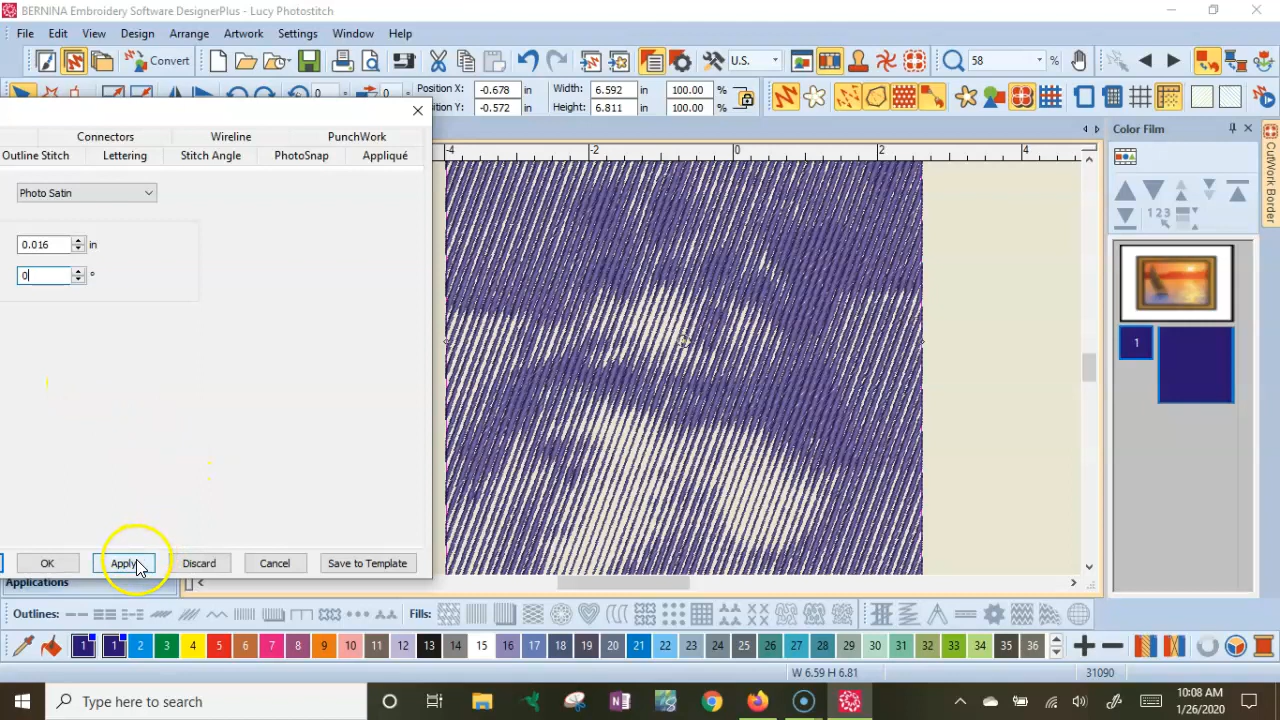 BERNINA Embroidery Software DesignerPlus - Lucy Photostitch
File Edit View Design Arrange Artwork Settings Window Help
Convert U.S. 58 %
0 0 Position X: -0.678 in Width: 6.592 in 100.00 %
Position Y: -0.572 in Height: 6.811 in 100.00 %
Connectors Wireline PunchWork
Outline Stitch Lettering Stitch Angle PhotoSnap Appliqué
Photo Satin
0.016 in
0 °
OK Apply Discard Cancel Save to Template
Applications
-4 -2 0 2 4
Color Film
1 2 3
1
CutWork Border
Outlines: Fills:
1 1 2 3 4 5 6 7 8 9 10 11 12 13 14 15 16 17 18 19 20 21 22 23 24 25 26 27 28 29 30 31 32 33 34 35 36
W 6.59 H 6.81 31090
Type here to search
10:08 AM
1/26/2020